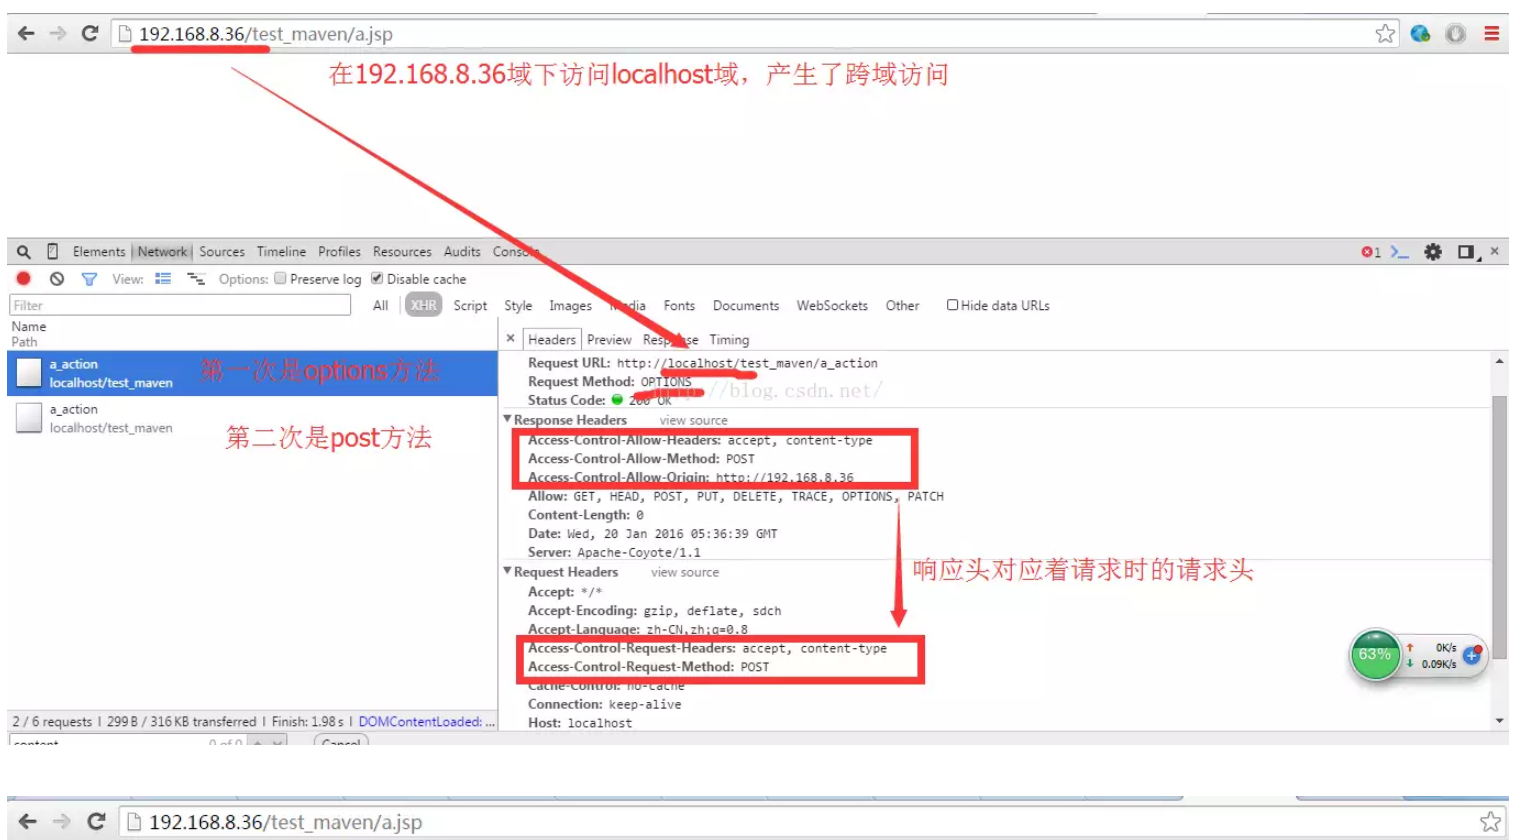 192.168.8.36/test_maven/a.jsp
在192.168.8.36域下访问localhost域，产生了跨域访问
Elements Network Sources Timeline Profiles Resources Audits Console
1
View: Options: Preserve log Disable cache
Filter
All XHR Script Style Images Media Fonts Documents WebSockets Other Hide data URLs
Name
Path
Headers Preview Response Timing
a_action
localhost/test_maven
第一次是options方法
a_action
localhost/test_maven
第二次是post方法
Request URL: http://localhost/test_maven/a_action
Request Method: OPTIONS
Status Code: 200 OK
http://blog.csdn.net/
Response Headers view source
Access-Control-Allow-Headers: accept, content-type
Access-Control-Allow-Method: POST
Access-Control-Allow-Origin: http://192.168.8.36
Allow: GET, HEAD, POST, PUT, DELETE, TRACE, OPTIONS, PATCH
Content-Length: 0
Date: Wed, 20 Jan 2016 05:36:39 GMT
Server: Apache-Coyote/1.1
响应头对应着请求时的请求头
Request Headers view source
Accept: */*
Accept-Encoding: gzip, deflate, sdch
Accept-Language: zh-CN,zh;q=0.8
Access-Control-Request-Headers: accept, content-type
Access-Control-Request-Method: POST
Cache-Control: no-cache
Connection: keep-alive
Host: localhost
63%
0K/s
0.09K/s
2 / 6 requests | 299 B / 316 KB transferred | Finish: 1.98 s | DOMContentLoaded: ...
content 0 of 0 Cancel
192.168.8.36/test_maven/a.jsp